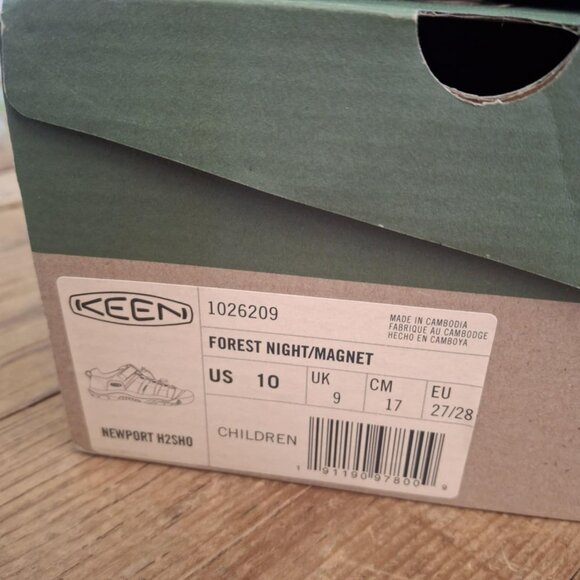 KEEN
1026209
MADE IN CAMBODIA
FABRIQUE AU CAMBODGE
HECHO EN CAMBOYA
FOREST NIGHT/MAGNET
US 10
UK 9
CM 17
EU 27/28
NEWPORT H2SHO
CHILDREN
1 91190 97800 9